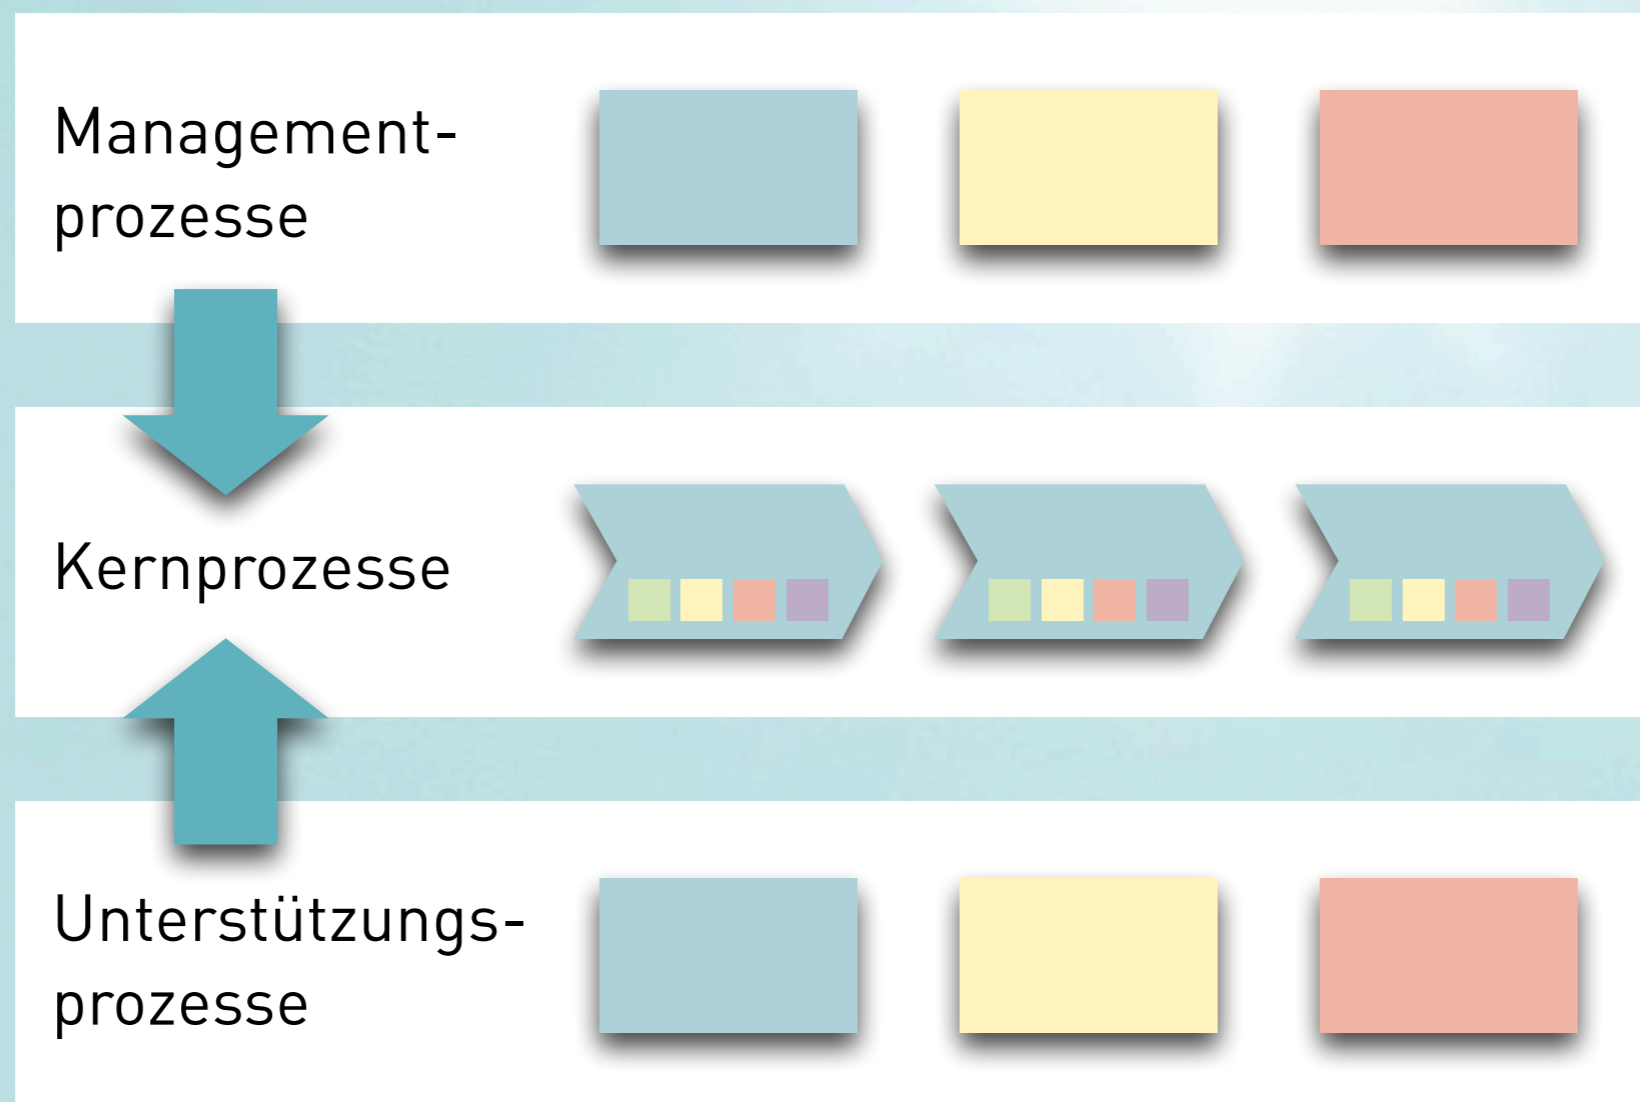 Management-
prozesse
Kernprozesse
Unterstützungs-
prozesse